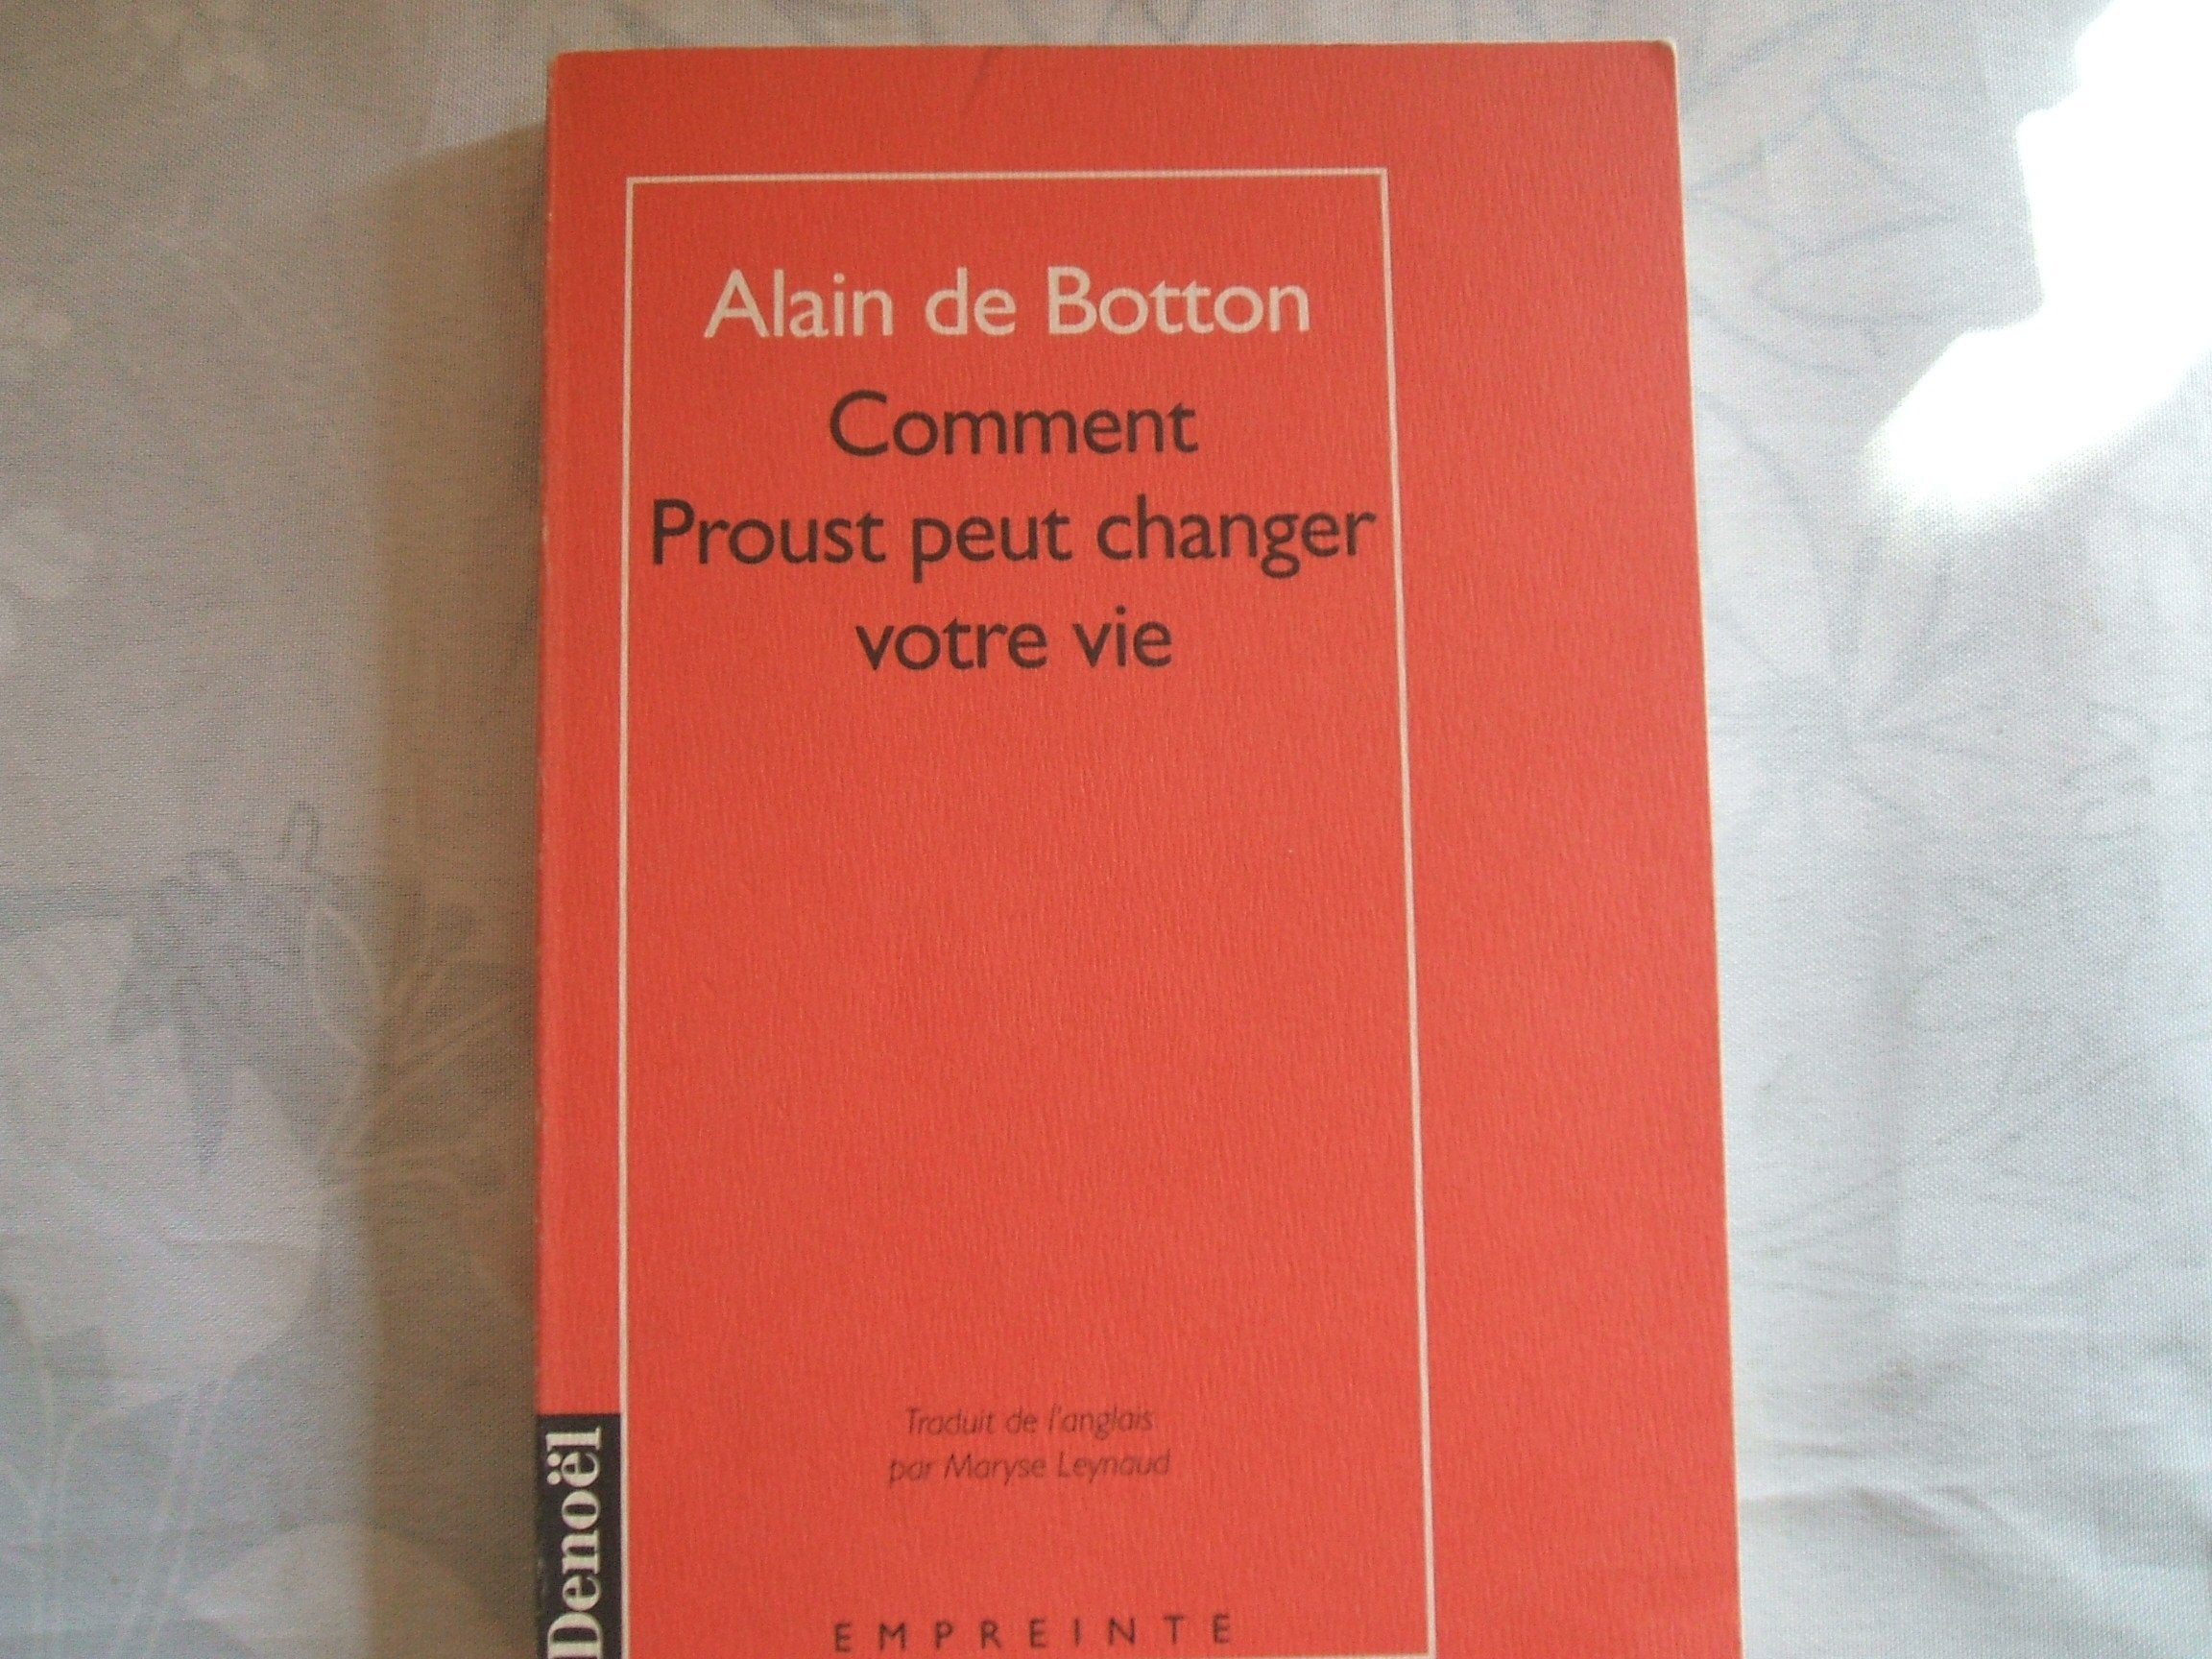 Alain de Botton
Comment
Proust peut changer
votre vie
Traduit de l'anglais
par Maryse Leynaud
EMPREINTE
Denoël